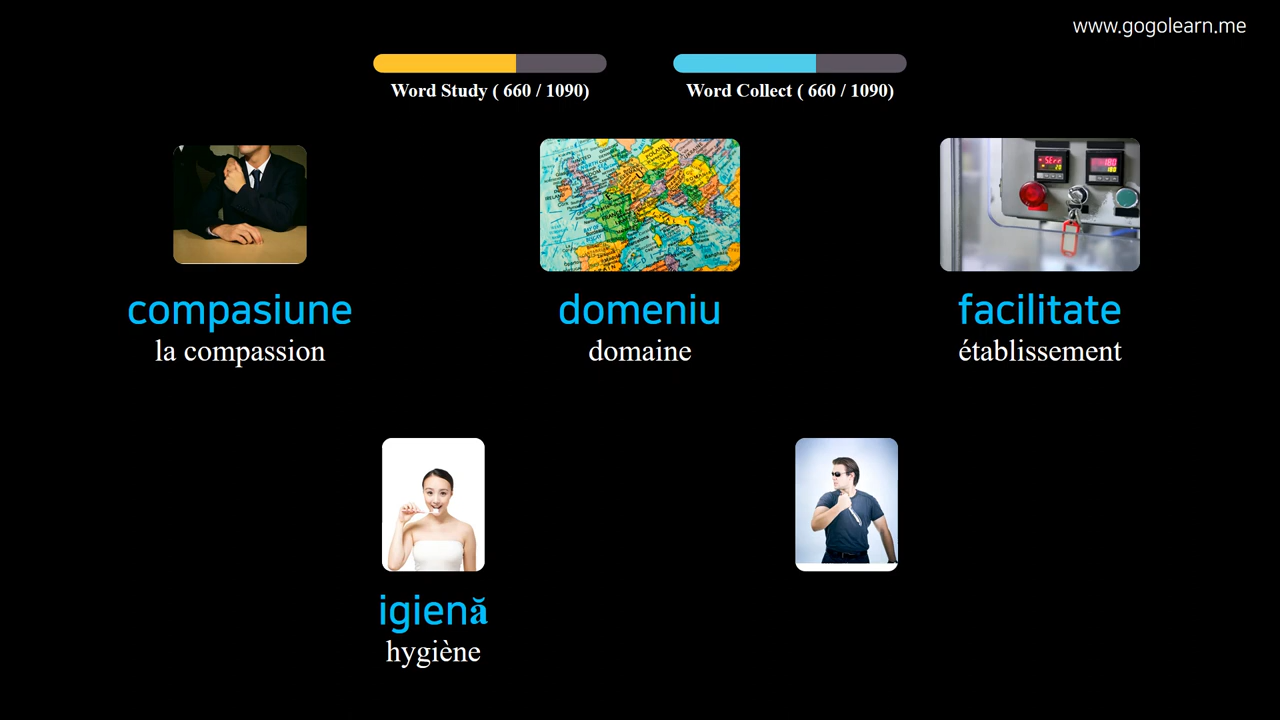 www.gogolearn.me
Word Study ( 660 / 1090)
Word Collect ( 660 / 1090)
compasiune
la compassion
domeniu
domaine
facilitate
établissement
igienă
hygiène